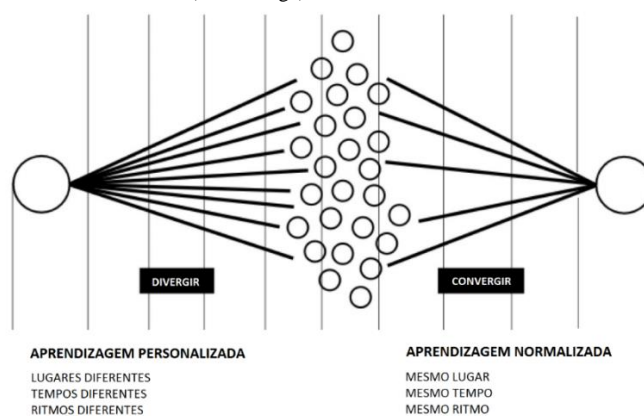 DIVERGIR
CONVERGIR
APRENDIZAGEM PERSONALIZADA
LUGARES DIFERENTES
TEMPOS DIFERENTES
RITMOS DIFERENTES
APRENDIZAGEM NORMALIZADA
MESMO LUGAR
MESMO TEMPO
MESMO RITMO